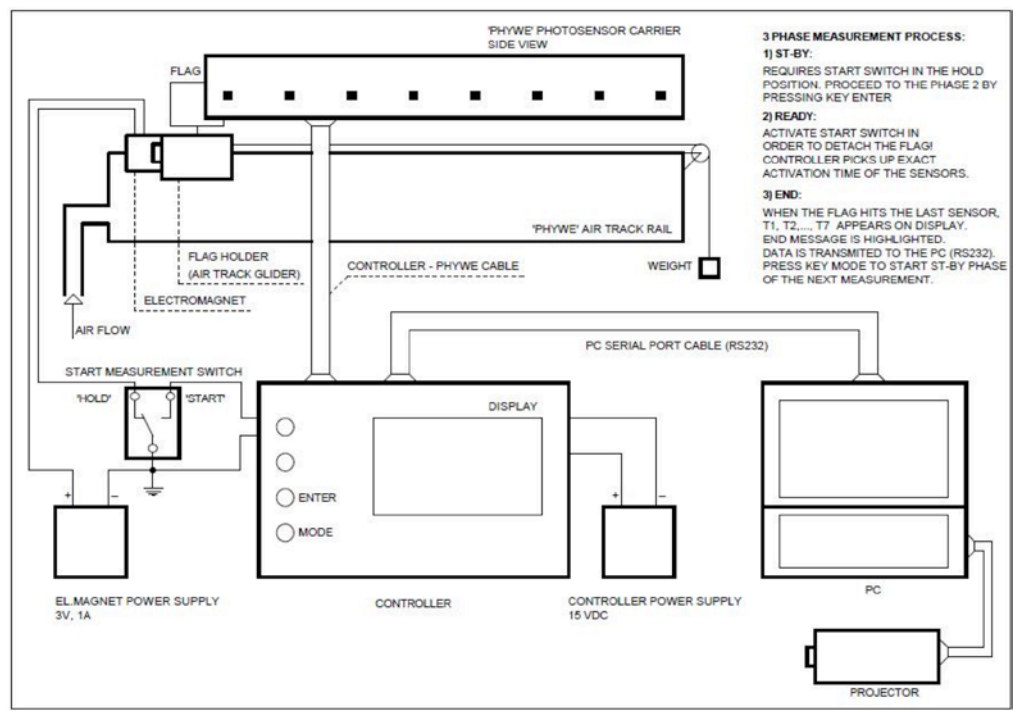 'PHYWE' PHOTOSENSOR CARRIER
SIDE VIEW
FLAG
3 PHASE MEASUREMENT PROCESS:
1) ST-BY:
REQUIRES START SWITCH IN THE HOLD
POSITION. PROCEED TO THE PHASE 2 BY
PRESSING KEY ENTER
2) READY:
ACTIVATE START SWITCH IN
ORDER TO DETACH THE FLAG!
CONTROLLER PICKS UP EXACT
ACTIVATION TIME OF THE SENSORS.
3) END:
WHEN THE FLAG HITS THE LAST SENSOR,
T1, T2,..., T7 APPEARS ON DISPLAY.
END MESSAGE IS HIGHLIGHTED.
DATA IS TRANSMITED TO THE PC (RS232).
PRESS KEY MODE TO START ST-BY PHASE
OF THE NEXT MEASUREMENT.
'PHYWE' AIR TRACK RAIL
FLAG HOLDER
(AIR TRACK GLIDER)
CONTROLLER - PHYWE CABLE
WEIGHT
ELECTROMAGNET
AIR FLOW
PC SERIAL PORT CABLE (RS232)
START MEASUREMENT SWITCH
'HOLD'
'START'
DISPLAY
ENTER
MODE
+
–
+
–
EL.MAGNET POWER SUPPLY
3V, 1A
CONTROLLER
CONTROLLER POWER SUPPLY
15 VDC
PC
PROJECTOR